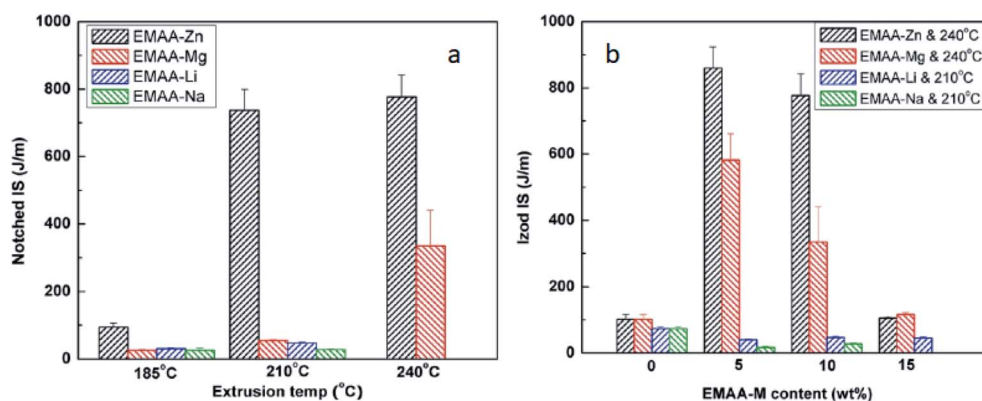 1000
800
600
400
200
0
Notched IS (J/m)
EMAA-Zn
EMAA-Mg
EMAA-Li
EMAA-Na
a
185°C 210°C 240°C
Extrusion temp (°C)
1000
800
600
400
200
0
Izod IS (J/m)
b
EMAA-Zn & 240°C
EMAA-Mg & 240°C
EMAA-Li & 210°C
EMAA-Na & 210°C
0 5 10 15
EMAA-M content (wt%)